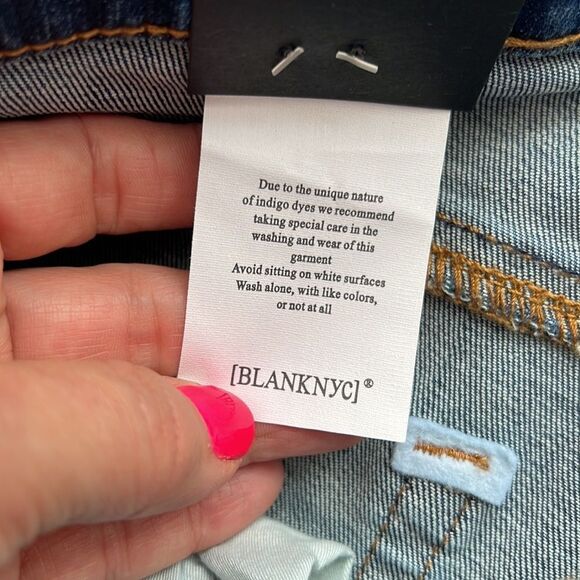 Due to the unique nature
of indigo dyes we recommend
taking special care in the
washing and wear of this
garment
Avoid sitting on white surfaces
Wash alone, with like colors,
or not at all
[BLANKNYC]®